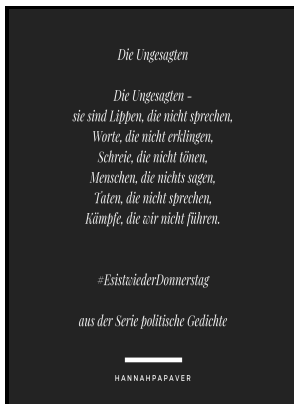 Die Ungesagten
Die Ungesagten -
sie sind Lippen, die nicht sprechen,
Worte, die nicht erklingen,
Schreie, die nicht tönen,
Menschen, die nichts sagen,
Taten, die nicht sprechen,
Kämpfe, die wir nicht führen.
#EsistwiederDonnerstag
aus der Serie politische Gedichte
HANNAHPAPAVER